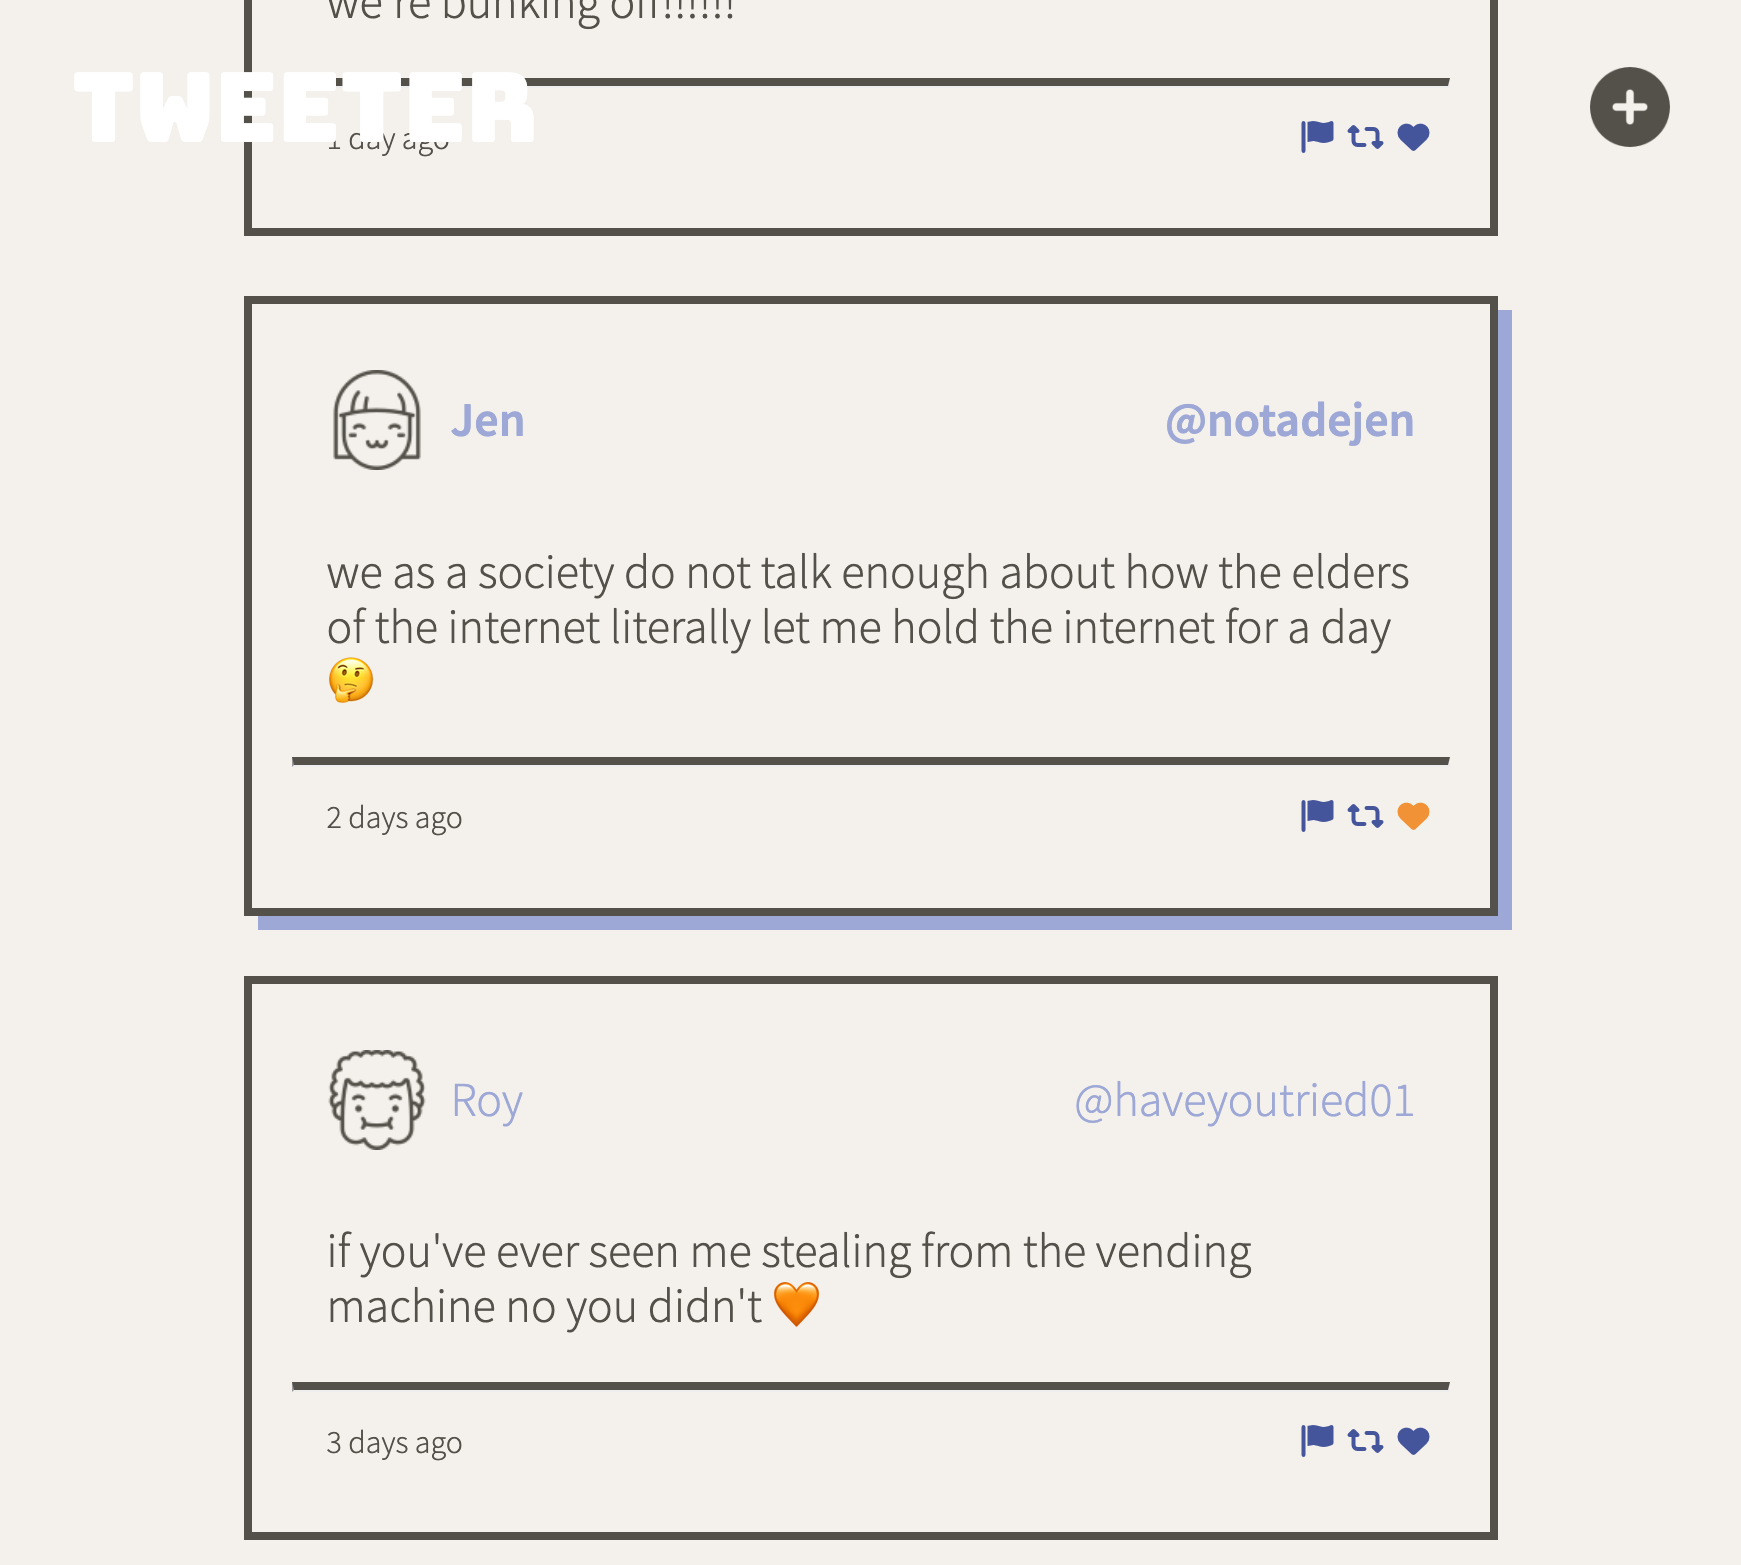 we're bunking off!!!!!!
TWEETER
1 day ago
Jen
@notadejen
we as a society do not talk enough about how the elders
of the internet literally let me hold the internet for a day
🤔
2 days ago
Roy
@haveyoutried01
if you've ever seen me stealing from the vending
machine no you didn't 🧡
3 days ago